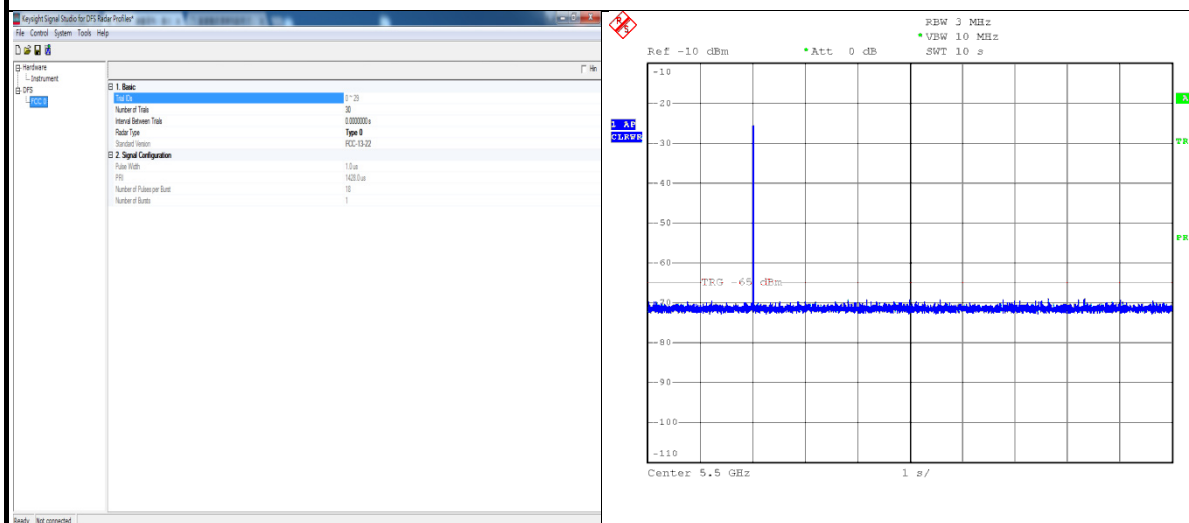 Keysight Signal Studio for DFS Radar Profiles*
File Control System Tools Help
Hardware
Instrument
DFS
FCC 0
Hin
1. Basic
Trial IDs 0 ~ 29
Number of Trials 30
Interval Between Trials 0.0000000 s
Radar Type Type 0
Standard Version FCC-13-22
2. Signal Configuration
Pulse Width 1.0 us
PRI 1428.0 us
Number of Pulses per Burst 18
Number of Bursts 1
Ready Not connected
R S
RBW 3 MHz
VBW 10 MHz
Ref -10 dBm *Att 0 dB SWT 10 s
-10
A
-20
1 AP
CLRWR
-30
TR
-40
-50
PR
-60
TRG -65 dBm
-70
-80
-90
-100
-110
Center 5.5 GHz 1 s/